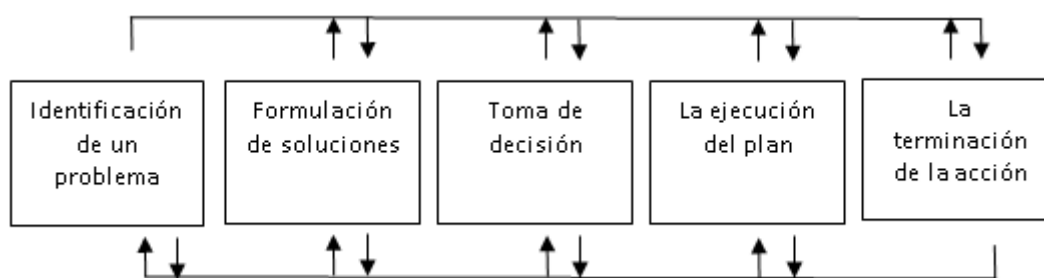 Identificación
de un
problema
Formulación
de soluciones
Toma de
decisión
La ejecución
del plan
La
terminación
de la acción